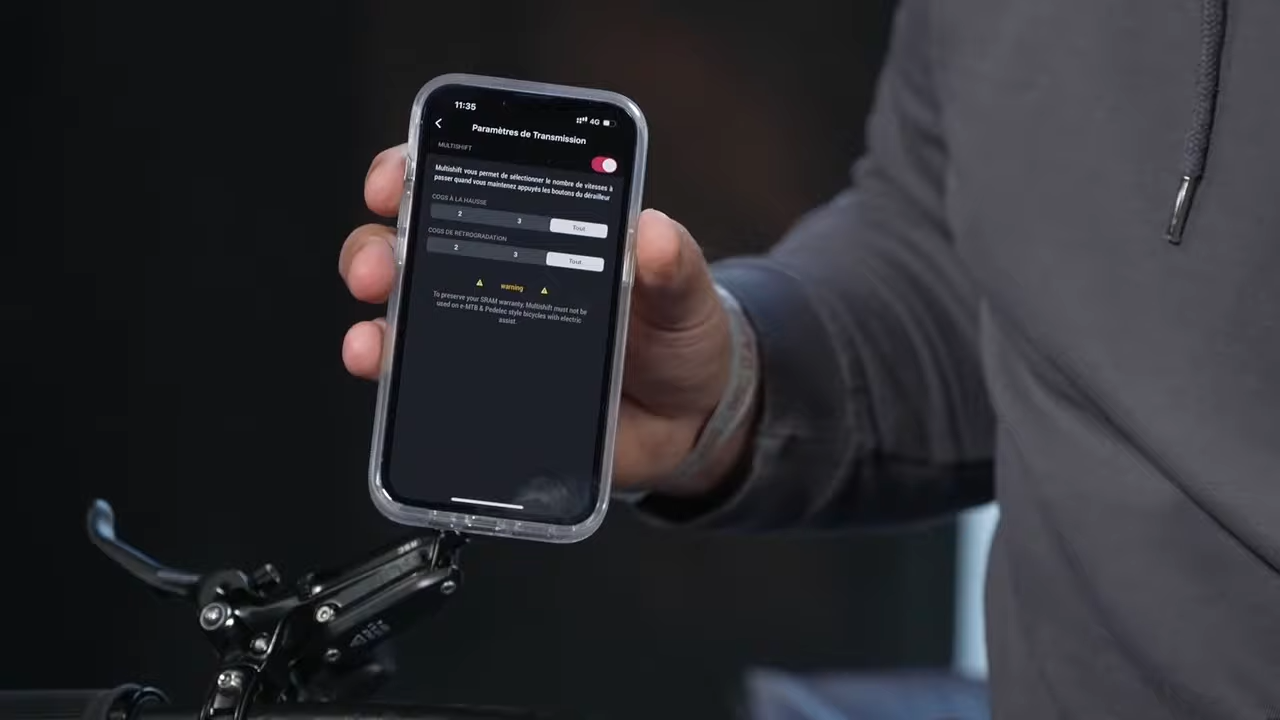 11:35
4G
Paramètres de Transmission
MULTISHIFT
Multishift vous permet de sélectionner le nombre de vitesses à
passer quand vous maintenez appuyés les boutons du dérailleur
COGS À LA HAUSSE
2 3 Tout
COGS DE RÉTROGRADATION
2 3 Tout
warning
To preserve your SRAM warranty, Multishift must not be
used on e-MTB & Pedelec style bicycles with electric
assist.